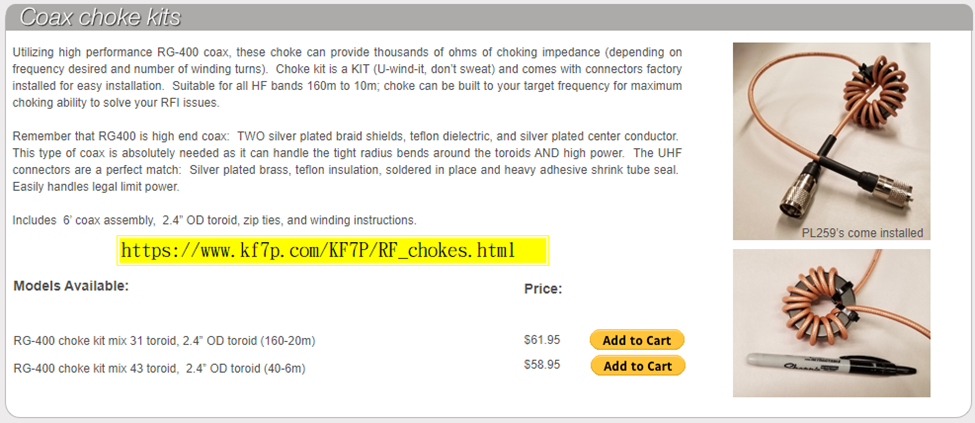 Coax choke kits
Utilizing high performance RG-400 coax, these choke can provide thousands of ohms of choking impedance (depending on
frequency desired and number of winding turns). Choke kit is a KIT (U-wind-it, don't sweat) and comes with connectors factory
installed for easy installation. Suitable for all HF bands 160m to 10m; choke can be built to your target frequency for maximum
choking ability to solve your RFI issues.
Remember that RG400 is high end coax: TWO silver plated braid shields, teflon dielectric, and silver plated center conductor.
This type of coax is absolutely needed as it can handle the tight radius bends around the toroids AND high power. The UHF
connectors are a perfect match: Silver plated brass, teflon insulation, soldered in place and heavy adhesive shrink tube seal.
Easily handles legal limit power.
Includes 6' coax assembly, 2.4" OD toroid, zip ties, and winding instructions.
https://www.kf7p.com/KF7P/RF_chokes.html
Models Available:
Price:
RG-400 choke kit mix 31 toroid, 2.4" OD toroid (160-20m)
$61.95
Add to Cart
RG-400 choke kit mix 43 toroid, 2.4" OD toroid (40-6m)
$58.95
Add to Cart
PL259's come installed
Sharpie